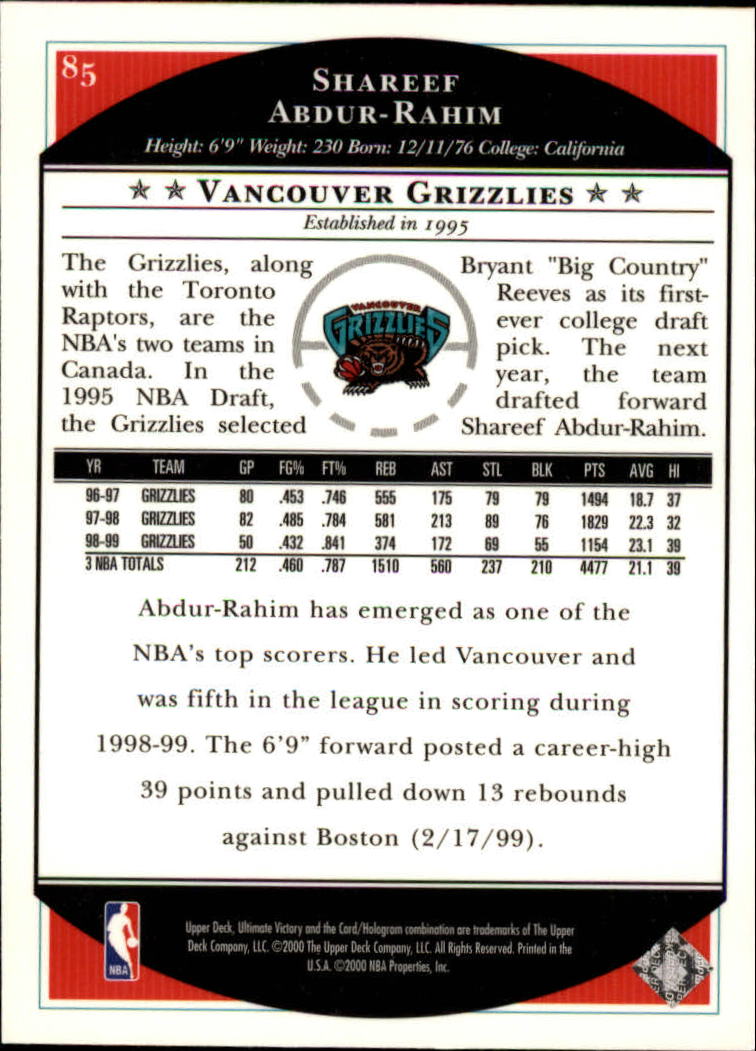 85
SHAREEF
ABDUR-RAHIM
Height: 6'9" Weight: 230 Born: 12/11/76 College: California
VANCOUVER GRIZZLIES
Established in 1995
The Grizzlies, along
with the Toronto
Raptors, are the
NBA's two teams in
Canada. In the
1995 NBA Draft,
the Grizzlies selected
VANCOUVER
GRIZZLIES
Bryant "Big Country"
Reeves as its first-
ever college draft
pick. The next
year, the team
drafted forward
Shareef Abdur-Rahim.
YR TEAM GP FG% FT% REB AST STL BLK PTS AVG HI
96-97 GRIZZLIES 80 .453 .746 555 175 79 79 1494 18.7 37
97-98 GRIZZLIES 82 .485 .784 581 213 89 76 1829 22.3 32
98-99 GRIZZLIES 50 .432 .841 374 172 69 55 1154 23.1 39
3 NBA TOTALS 212 .460 .787 1510 560 237 210 4477 21.1 39
Abdur-Rahim has emerged as one of the
NBA's top scorers. He led Vancouver and
was fifth in the league in scoring during
1998-99. The 6'9" forward posted a career-high
39 points and pulled down 13 rebounds
against Boston (2/17/99).
NBA
Upper Deck, Ultimate Victory and the Card/Hologram combination are trademarks of The Upper
Deck Company, LLC. ©2000 The Upper Deck Company, LLC. All Rights Reserved. Printed in the
U.S.A. ©2000 NBA Properties, Inc.